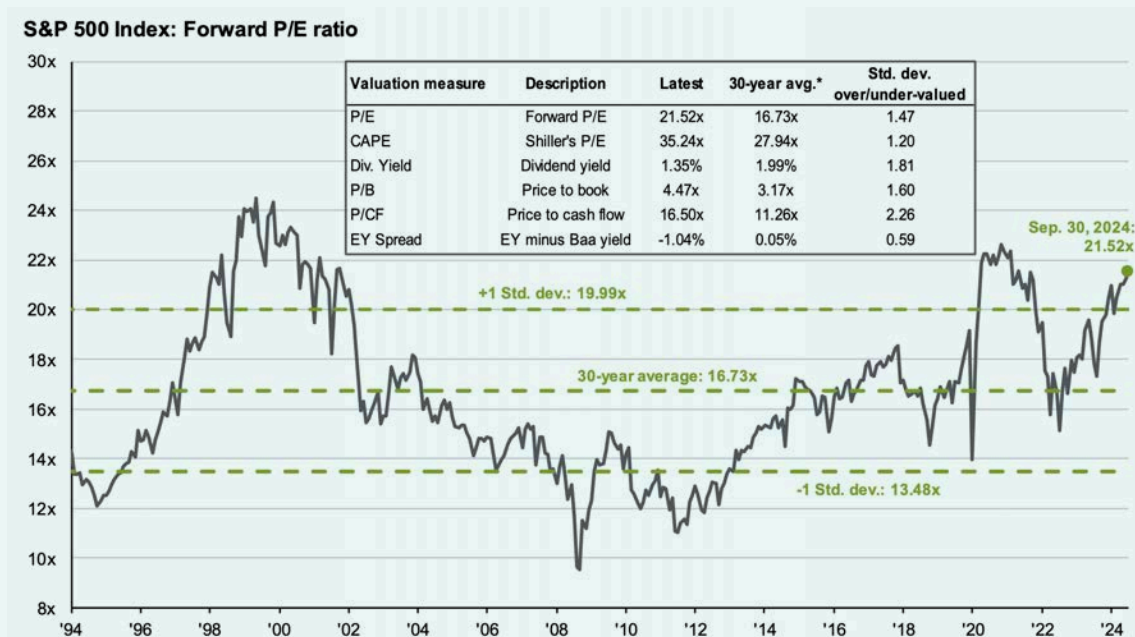 S&P 500 Index: Forward P/E ratio
30x
28x
26x
24x
22x
20x
18x
16x
14x
12x
10x
8x
Valuation measure Description Latest 30-year avg.* Std. dev. over/under-valued
P/E Forward P/E 21.52x 16.73x 1.47
CAPE Shiller's P/E 35.24x 27.94x 1.20
Div. Yield Dividend yield 1.35% 1.99% 1.81
P/B Price to book 4.47x 3.17x 1.60
P/CF Price to cash flow 16.50x 11.26x 2.26
EY Spread EY minus Baa yield -1.04% 0.05% 0.59
Sep. 30, 2024:
21.52x
+1 Std. dev.: 19.99x
30-year average: 16.73x
-1 Std. dev.: 13.48x
'94 '96 '98 '00 '02 '04 '06 '08 '10 '12 '14 '16 '18 '20 '22 '24